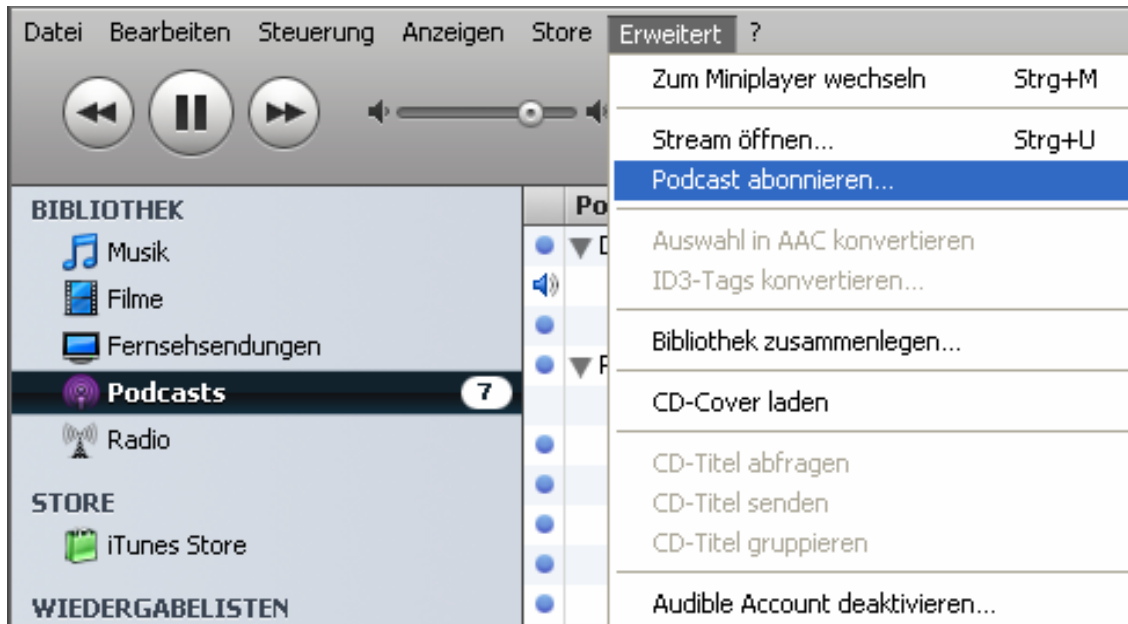 Datei Bearbeiten Steuerung Anzeigen Store Erweitert ?
Zum Miniplayer wechseln Strg+M
Stream öffnen... Strg+U
Podcast abonnieren...
Auswahl in AAC konvertieren
ID3-Tags konvertieren...
Bibliothek zusammenlegen...
CD-Cover laden
CD-Titel abfragen
CD-Titel senden
CD-Titel gruppieren
Audible Account deaktivieren...
BIBLIOTHEK
Musik
Filme
Fernsehsendungen
Podcasts 7
Radio
STORE
iTunes Store
WIEDERGABELISTEN
Po